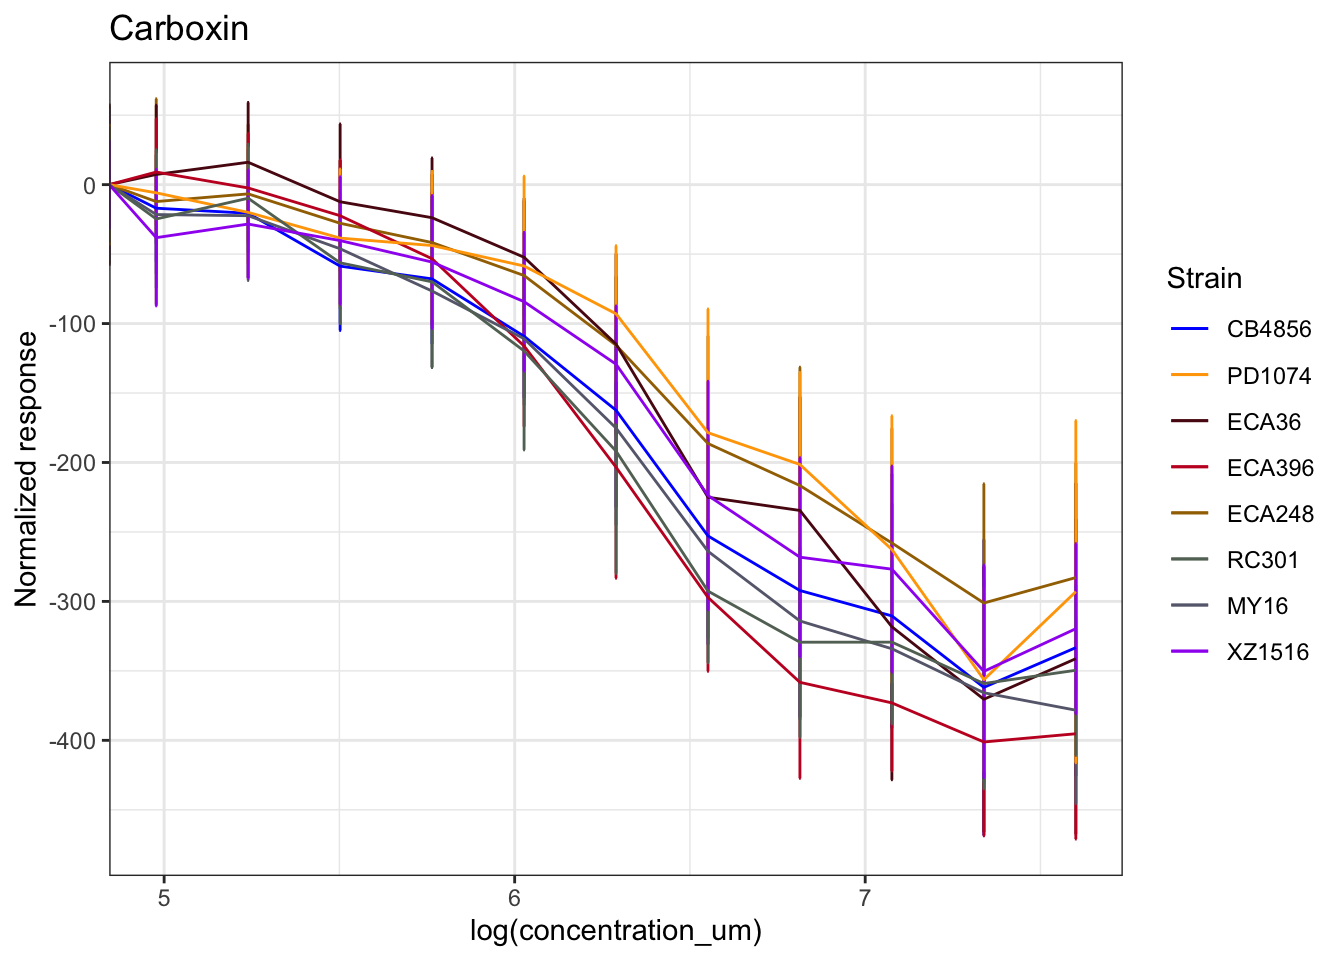 Carboxin
Normalized response
0
-100
-200
-300
-400
5
6
7
log(concentration_um)
Strain
CB4856
PD1074
ECA36
ECA396
ECA248
RC301
MY16
XZ1516